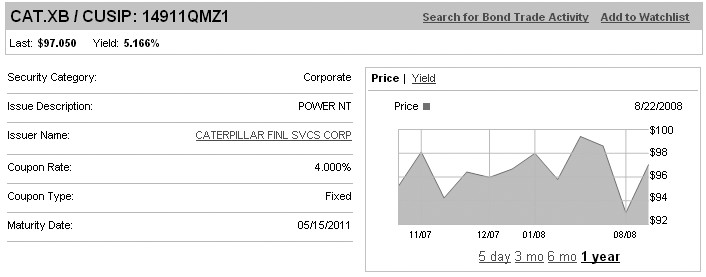 CAT.XB / CUSIP: 14911QMZ1
Search for Bond Trade Activity Add to Watchlist
Last: $97.050 Yield: 5.166%
Security Category: Corporate
Issue Description: POWER NT
Issuer Name: CATERPILLAR FINL SVCS CORP
Coupon Rate: 4.000%
Coupon Type: Fixed
Maturity Date: 05/15/2011
Price | Yield
Price 8/22/2008
$100
$98
$96
$94
$92
11/07 12/07 01/08 08/08
5 day 3 mo 6 mo 1 year